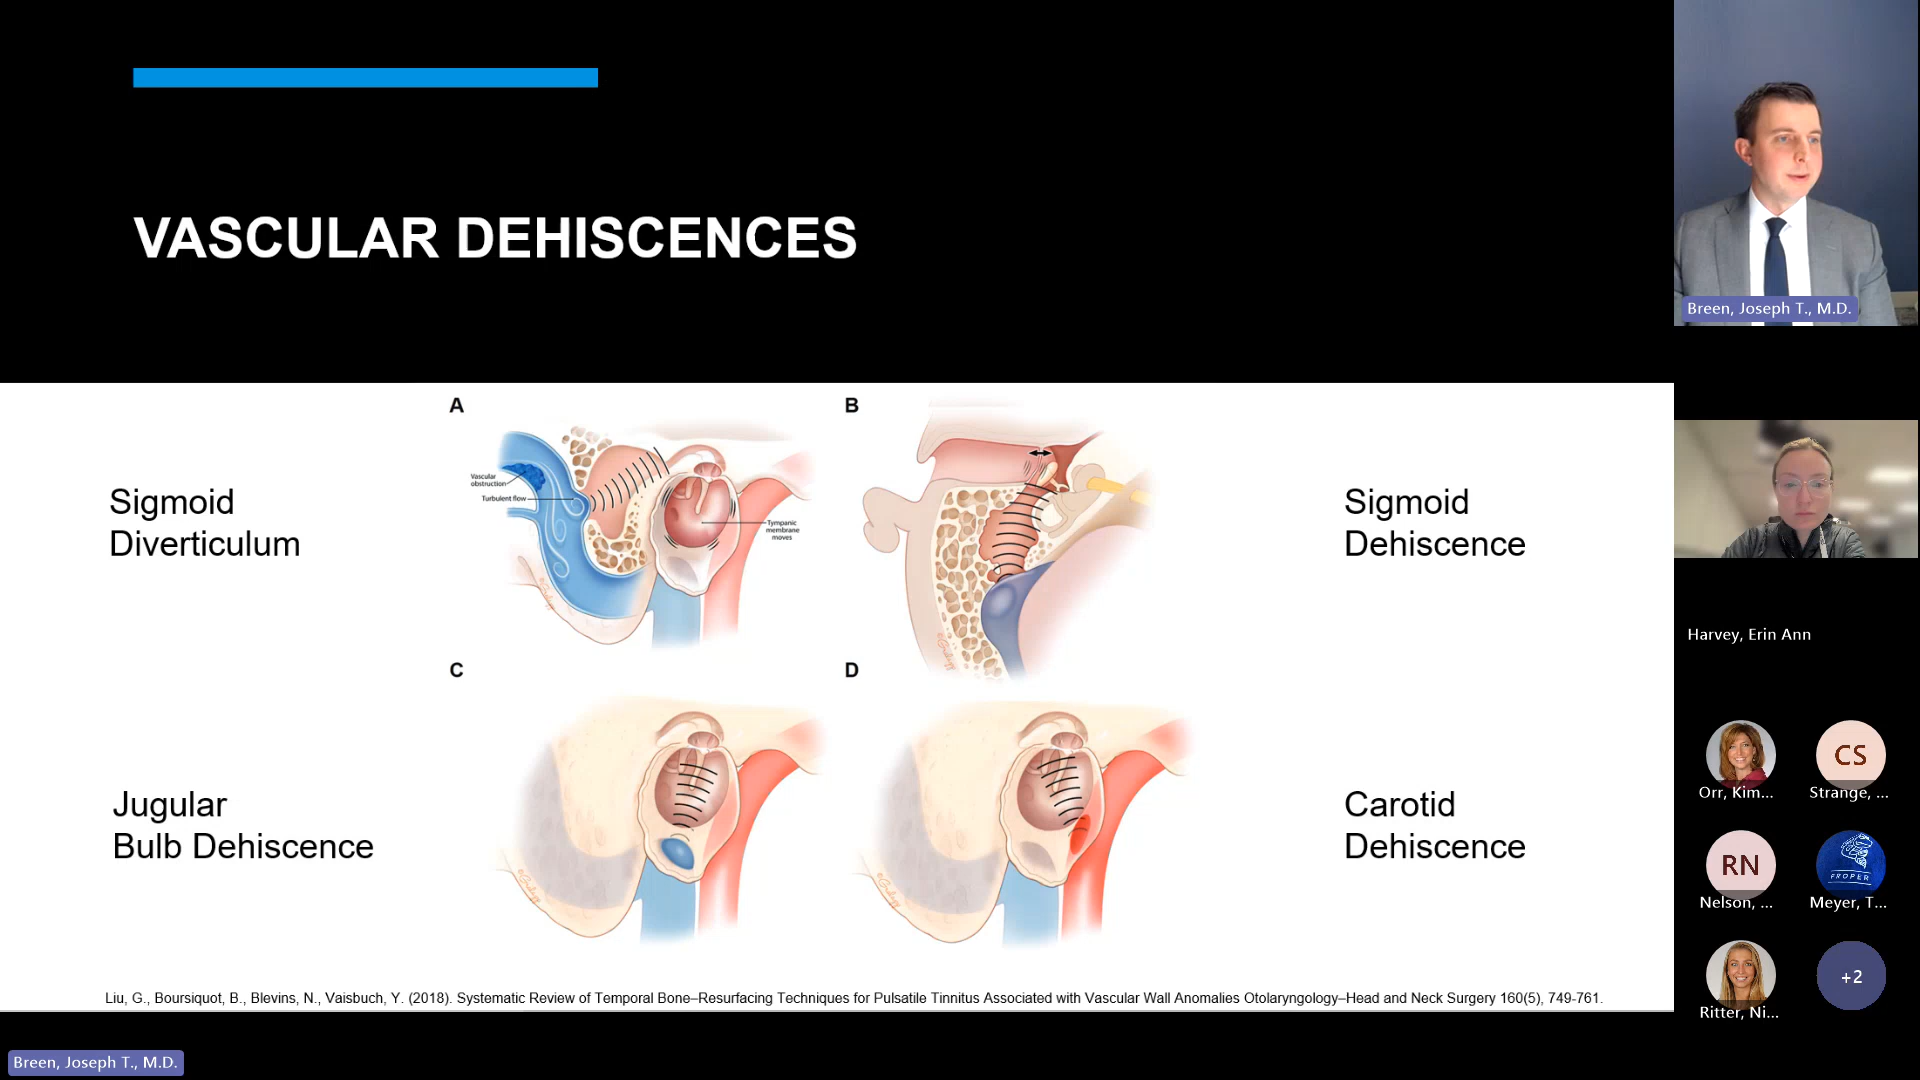 VASCULAR DEHISCENCES
A
B
Vascular
obstruction
Turbulent flow
Tympanic
membrane
moves
Sigmoid
Diverticulum
Sigmoid
Dehiscence
C
D
Jugular
Bulb Dehiscence
Carotid
Dehiscence
Liu, G., Boursiquot, B., Blevins, N., Vaisbuch, Y. (2018). Systematic Review of Temporal Bone–Resurfacing Techniques for Pulsatile Tinnitus Associated with Vascular Wall Anomalies Otolaryngology–Head and Neck Surgery 160(5), 749-761.
Breen, Joseph T., M.D.
Breen, Joseph T., M.D.
Harvey, Erin Ann
CS
Orr, Kim...
Strange, ...
RN
PROPER
Nelson, ...
Meyer, T...
+2
Ritter, Ni...